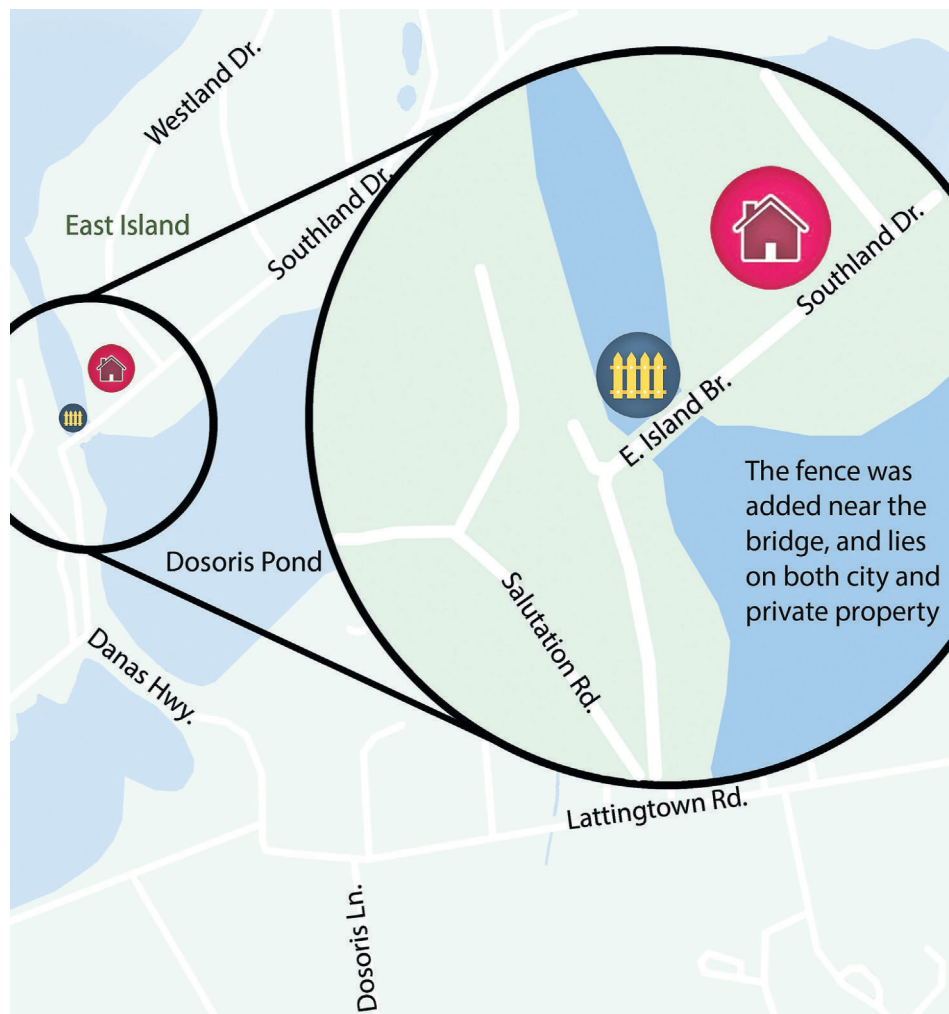 Westland Dr.
East Island
Southland Dr.
Southland Dr.
E. Island Br.
The fence was
added near the
bridge, and lies
on both city and
private property
Dosoris Pond
Salutation Rd.
Danas Hwy.
Lattingtown Rd.
Dosoris Ln.